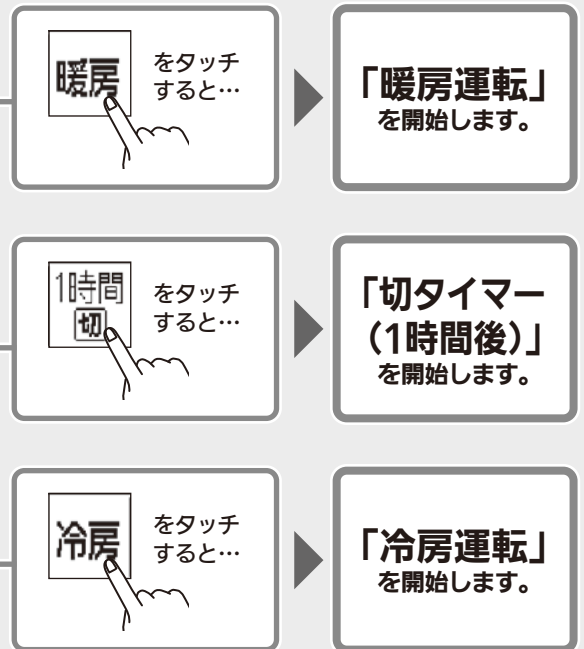 暖房
をタッチ
すると…
「暖房運転」
を開始します。
1時間
切
をタッチ
すると…
「切タイマー
（1時間後）」
を開始します。
冷房
をタッチ
すると…
「冷房運転」
を開始します。